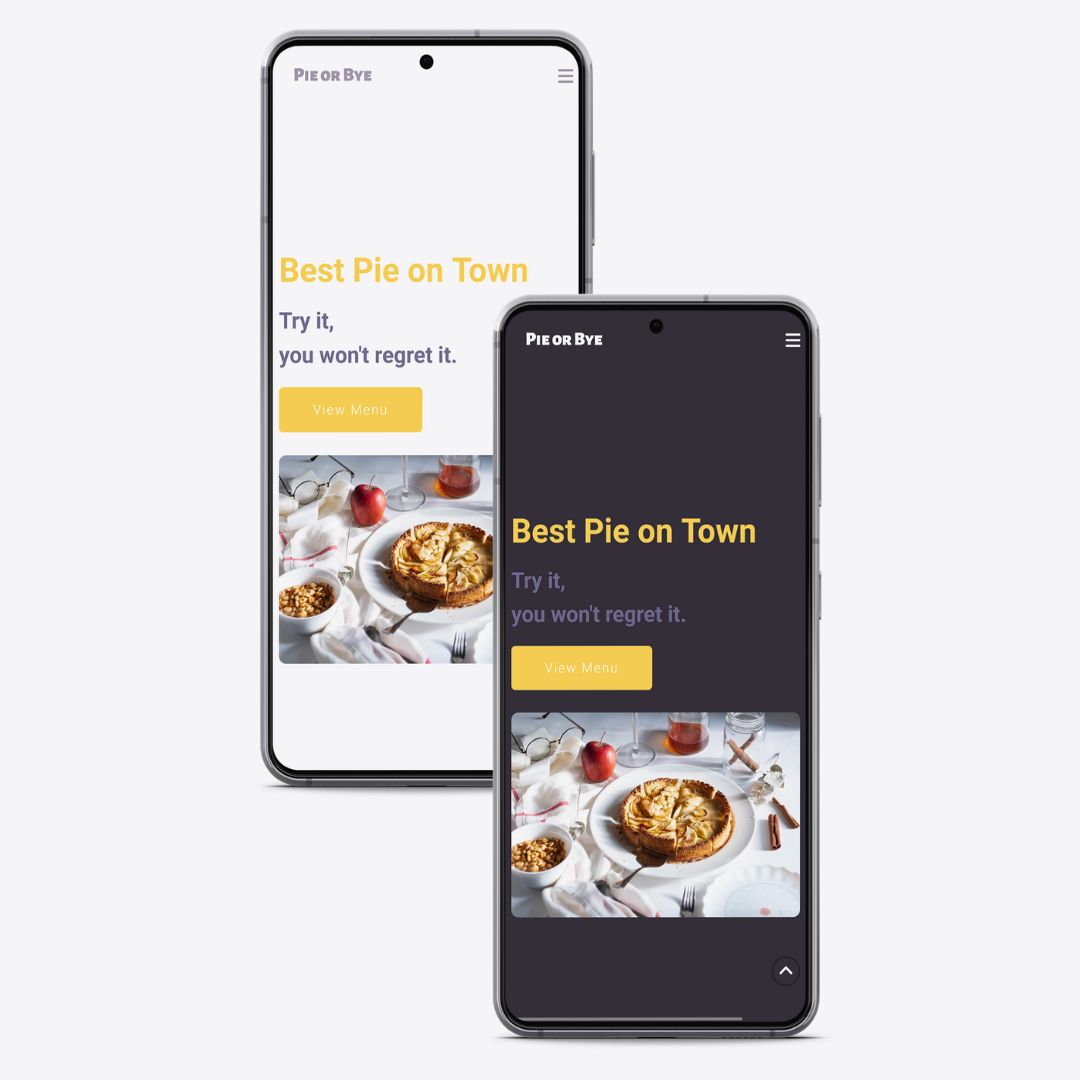 PIE OR BYE
Best Pie on Town
Try it,
you won't regret it.
View Menu
PIE OR BYE
Best Pie on Town
Try it,
you won't regret it.
View Menu